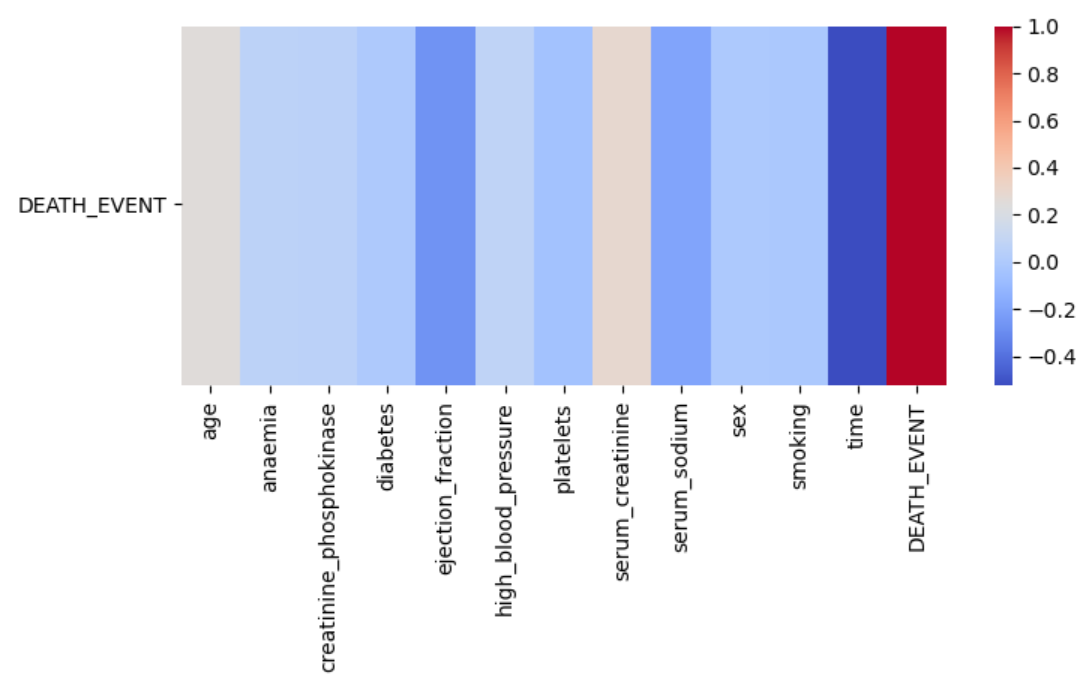 DEATH_EVENT
age
anaemia
creatinine_phosphokinase
diabetes
ejection_fraction
high_blood_pressure
platelets
serum_creatinine
serum_sodium
sex
smoking
time
DEATH_EVENT
1.0
0.8
0.6
0.4
0.2
0.0
−0.2
−0.4